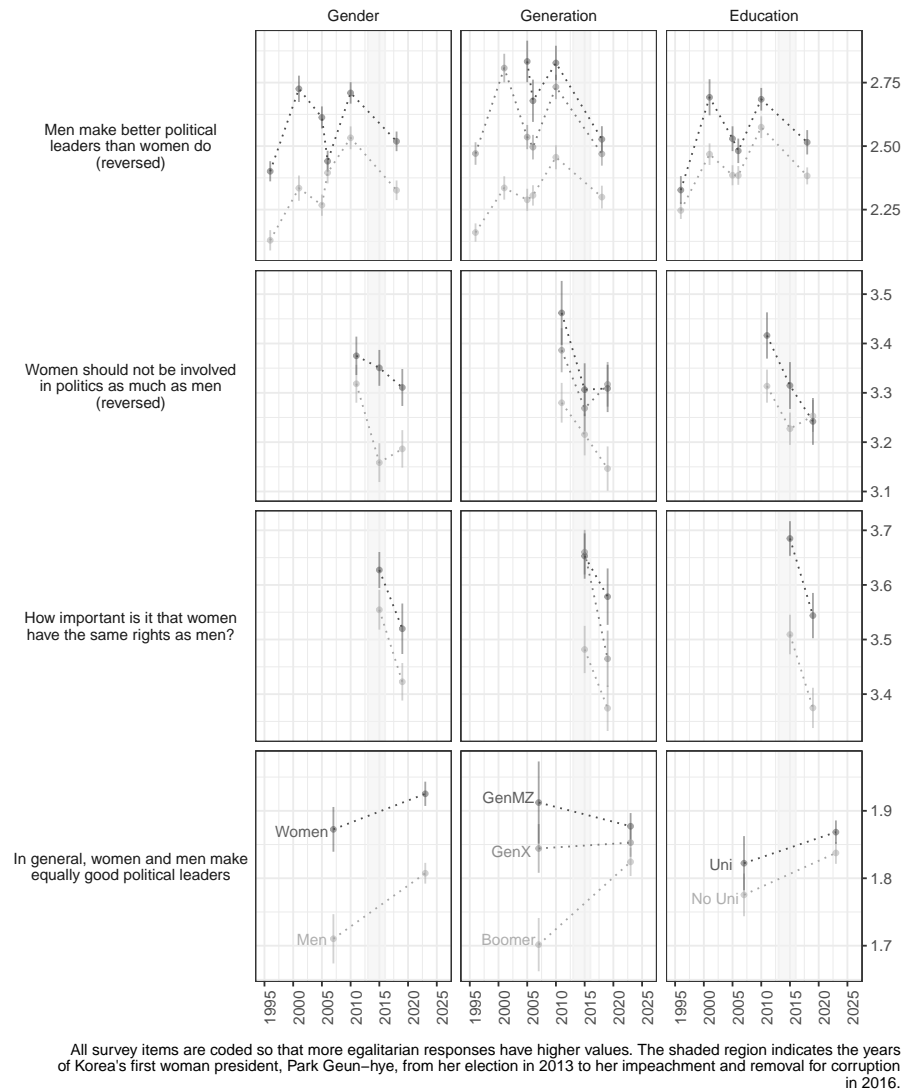 Gender
Generation
Education
Men make better political
leaders than women do
(reversed)
2.75
2.50
2.25
Women should not be involved
in politics as much as men
(reversed)
3.5
3.4
3.3
3.2
3.1
How important is it that women
have the same rights as men?
3.7
3.6
3.5
3.4
In general, women and men make
equally good political leaders
Women
Men
GenMZ
GenX
Boomer
Uni
No Uni
1.9
1.8
1.7
1995 2000 2005 2010 2015 2020 2025
1995 2000 2005 2010 2015 2020 2025
1995 2000 2005 2010 2015 2020 2025
All survey items are coded so that more egalitarian responses have higher values. The shaded region indicates the years
of Korea's first woman president, Park Geun−hye, from her election in 2013 to her impeachment and removal for corruption
in 2016.